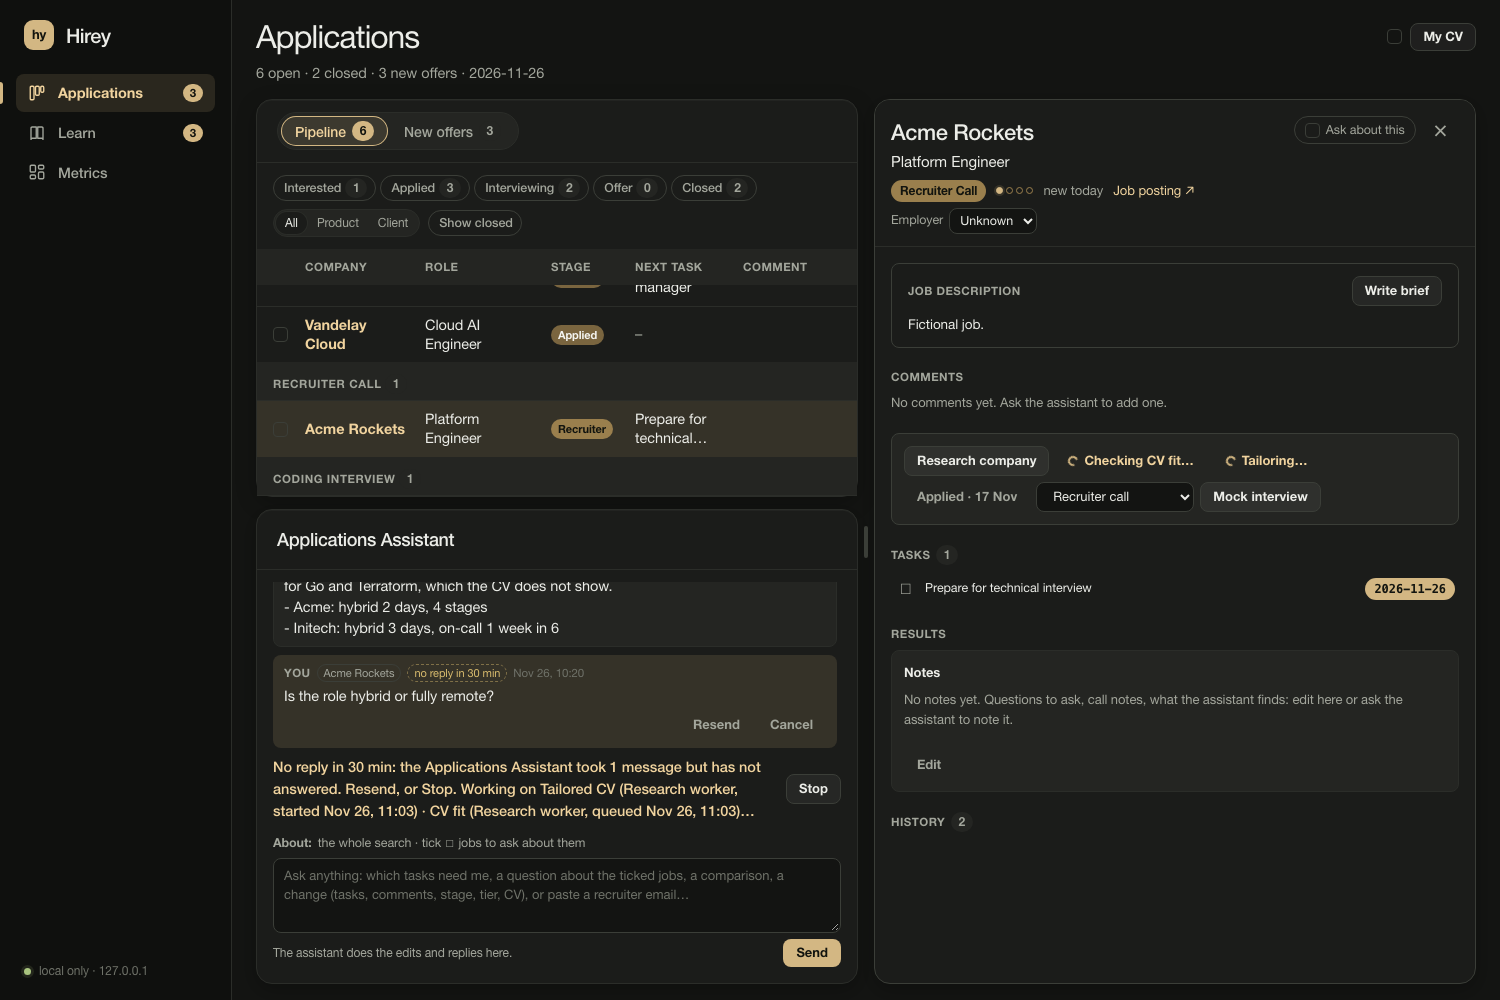 hy Hirey
Applications 3
Learn 3
Metrics
local only · 127.0.0.1
Applications
6 open · 2 closed · 3 new offers · 2026-11-26
My CV
Pipeline 6 New offers 3
Interested 1 Applied 3 Interviewing 2 Offer 0 Closed 2
All Product Client Show closed
COMPANY ROLE STAGE NEXT TASK COMMENT
manager
Vandelay Cloud
Cloud AI Engineer
Applied
–
RECRUITER CALL 1
Acme Rockets
Platform Engineer
Recruiter
Prepare for technical…
CODING INTERVIEW 1
Applications Assistant
for Go and Terraform, which the CV does not show.
- Acme: hybrid 2 days, 4 stages
- Initech: hybrid 3 days, on-call 1 week in 6
YOU Acme Rockets no reply in 30 min Nov 26, 10:20
Is the role hybrid or fully remote?
Resend Cancel
No reply in 30 min: the Applications Assistant took 1 message but has not
answered. Resend, or Stop. Working on Tailored CV (Research worker,
started Nov 26, 11:03) · CV fit (Research worker, queued Nov 26, 11:03)…
Stop
About: the whole search · tick □ jobs to ask about them
Ask anything: which tasks need me, a question about the ticked jobs, a comparison, a
change (tasks, comments, stage, tier, CV), or paste a recruiter email…
The assistant does the edits and replies here.
Send
Acme Rockets
Ask about this ✕
Platform Engineer
Recruiter Call new today Job posting ↗
Employer Unknown
JOB DESCRIPTION
Write brief
Fictional job.
COMMENTS
No comments yet. Ask the assistant to add one.
Research company Checking CV fit… Tailoring…
Applied · 17 Nov Recruiter call Mock interview
TASKS 1
□ Prepare for technical interview 2026-11-26
RESULTS
Notes
No notes yet. Questions to ask, call notes, what the assistant finds: edit here or ask the
assistant to note it.
Edit
HISTORY 2